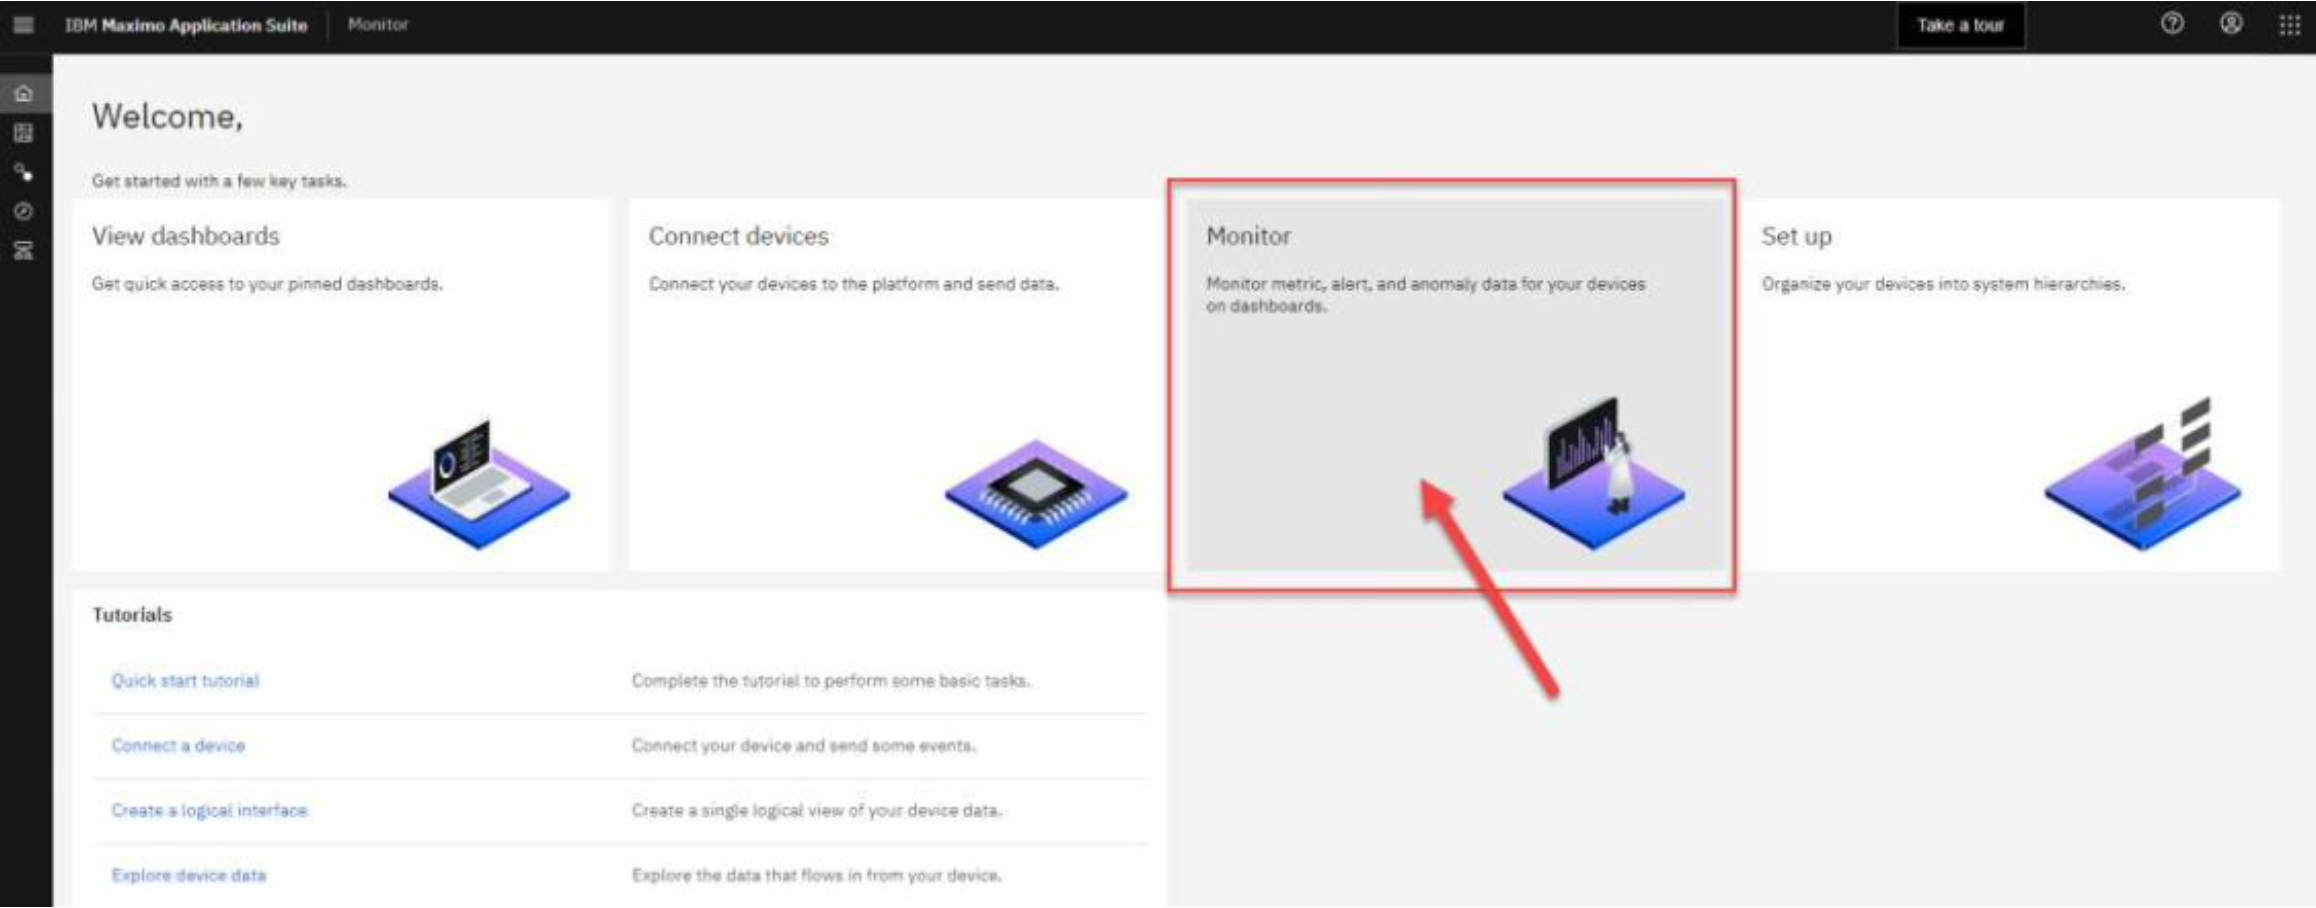 IBM Maximo Application Suite
Monitor
Take a tour
Welcome,
Get started with a few key tasks.
View dashboards
Get quick access to your pinned dashboards.
Connect devices
Connect your devices to the platform and send data.
Monitor
Monitor metric, alert, and anomaly data for your devices
on dashboards.
Set up
Organize your devices into system hierarchies.
Tutorials
Quick start tutorial
Complete the tutorial to perform some basic tasks.
Connect a device
Connect your device and send some events.
Create a logical interface
Create a single logical view of your device data.
Explore device data
Explore the data that flows in from your device.